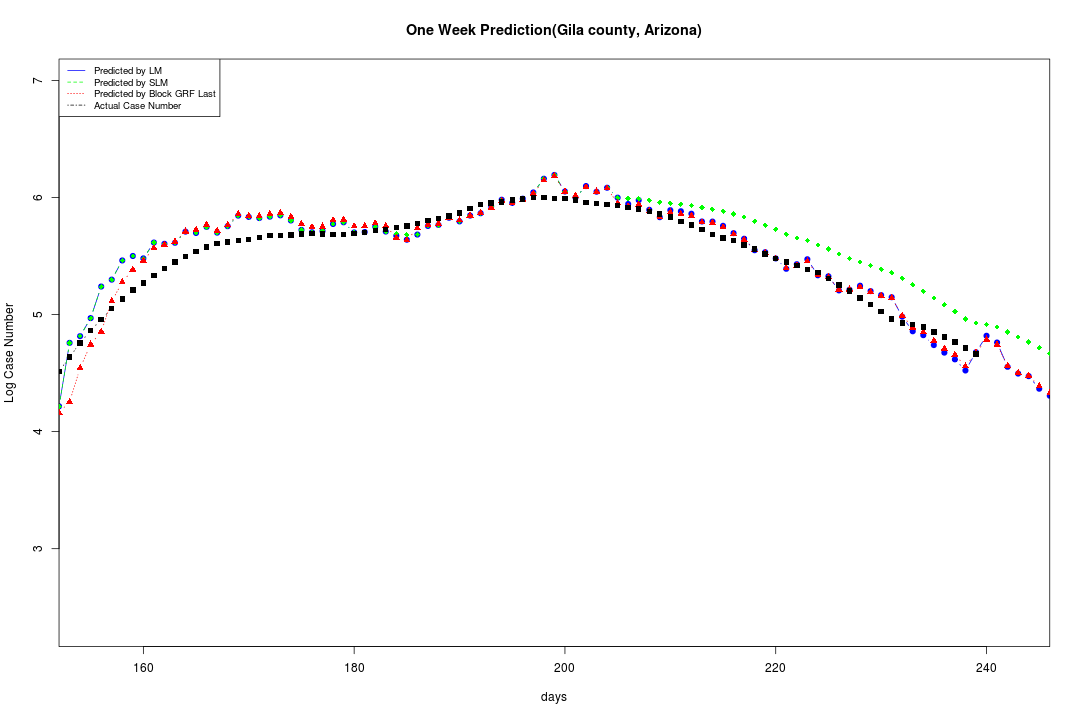 One Week Prediction(Gila county, Arizona)
Predicted by LM
Predicted by SLM
Predicted by Block GRF Last
Actual Case Number
7
6
5
4
3
Log Case Number
160 180 200 220 240
days